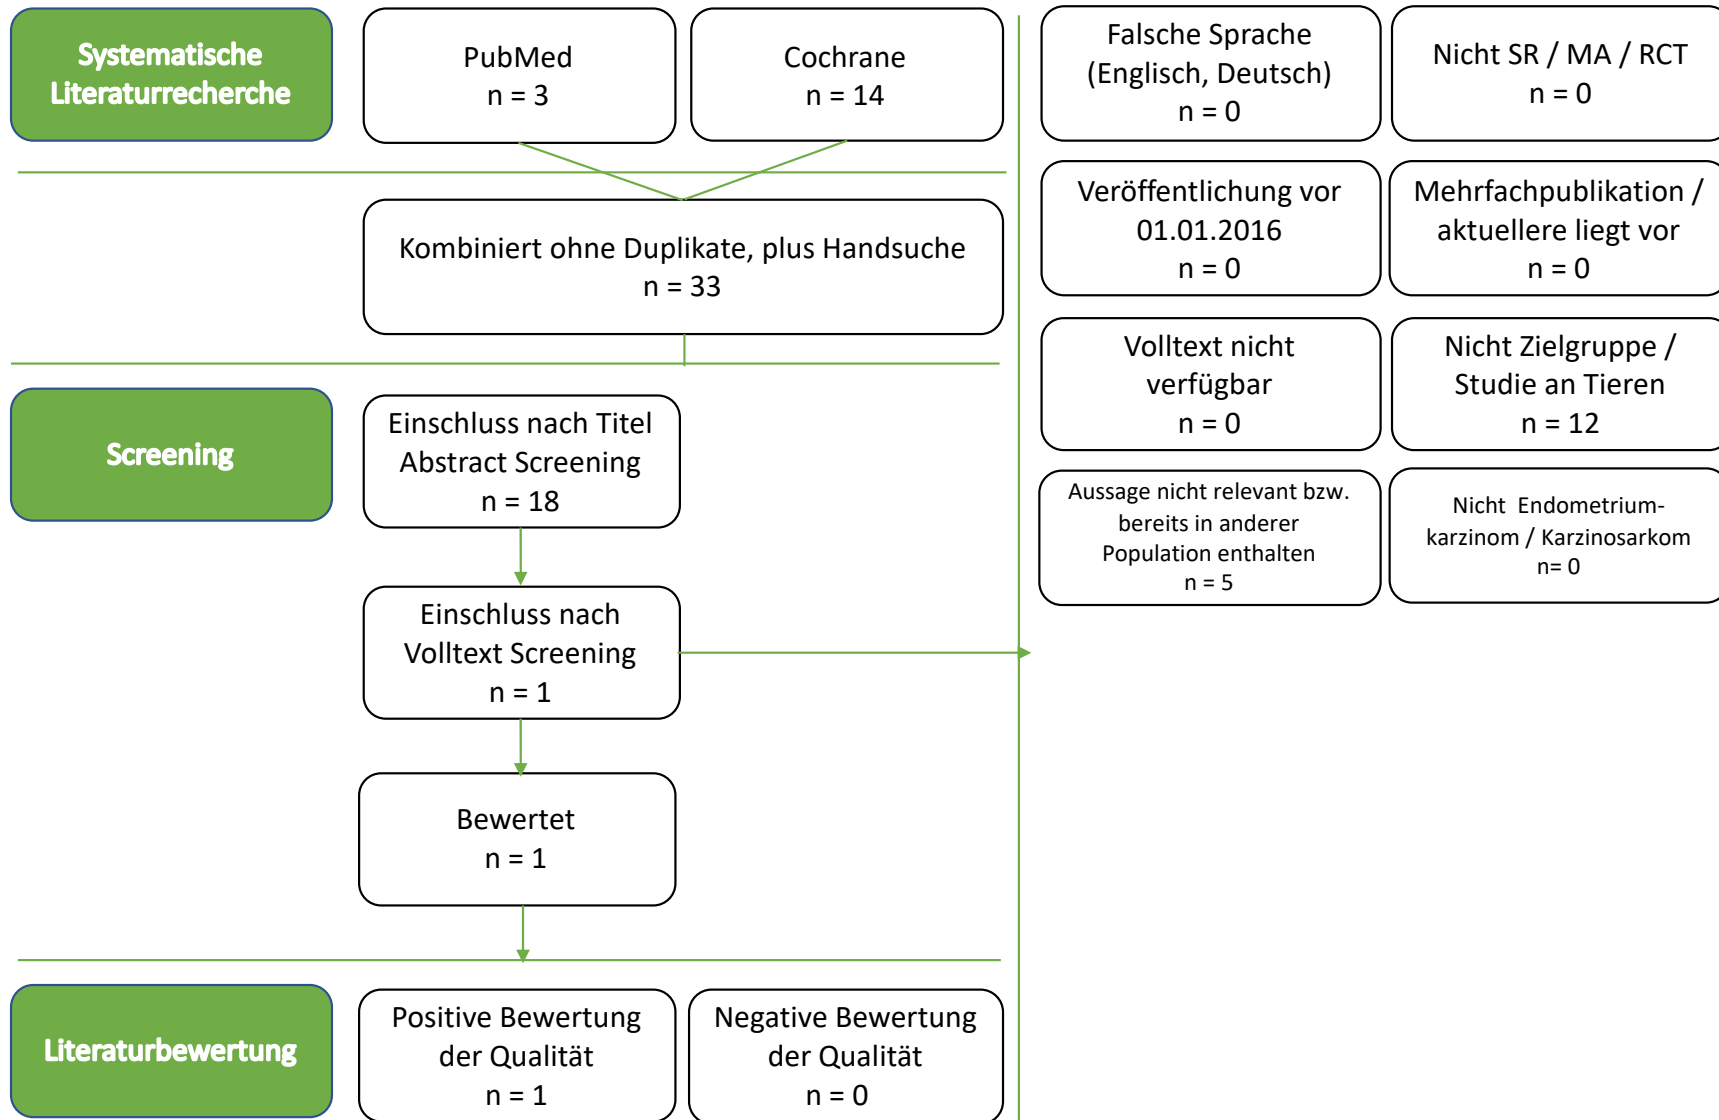 Systematische
Literaturrecherche
PubMed
n = 3
Cochrane
n = 14
Kombiniert ohne Duplikate, plus Handsuche
n = 33
Screening
Einschluss nach Titel
Abstract Screening
n = 18
Einschluss nach
Volltext Screening
n = 1
Bewertet
n = 1
Literaturbewertung
Positive Bewertung
der Qualität
n = 1
Negative Bewertung
der Qualität
n = 0
Falsche Sprache
(Englisch, Deutsch)
n = 0
Nicht SR / MA / RCT
n = 0
Veröffentlichung vor
01.01.2016
n = 0
Mehrfachpublikation /
aktuellere liegt vor
n = 0
Volltext nicht
verfügbar
n = 0
Nicht Zielgruppe /
Studie an Tieren
n = 12
Aussage nicht relevant bzw.
bereits in anderer
Population enthalten
n = 5
Nicht  Endometrium-
karzinom / Karzinosarkom
n= 0